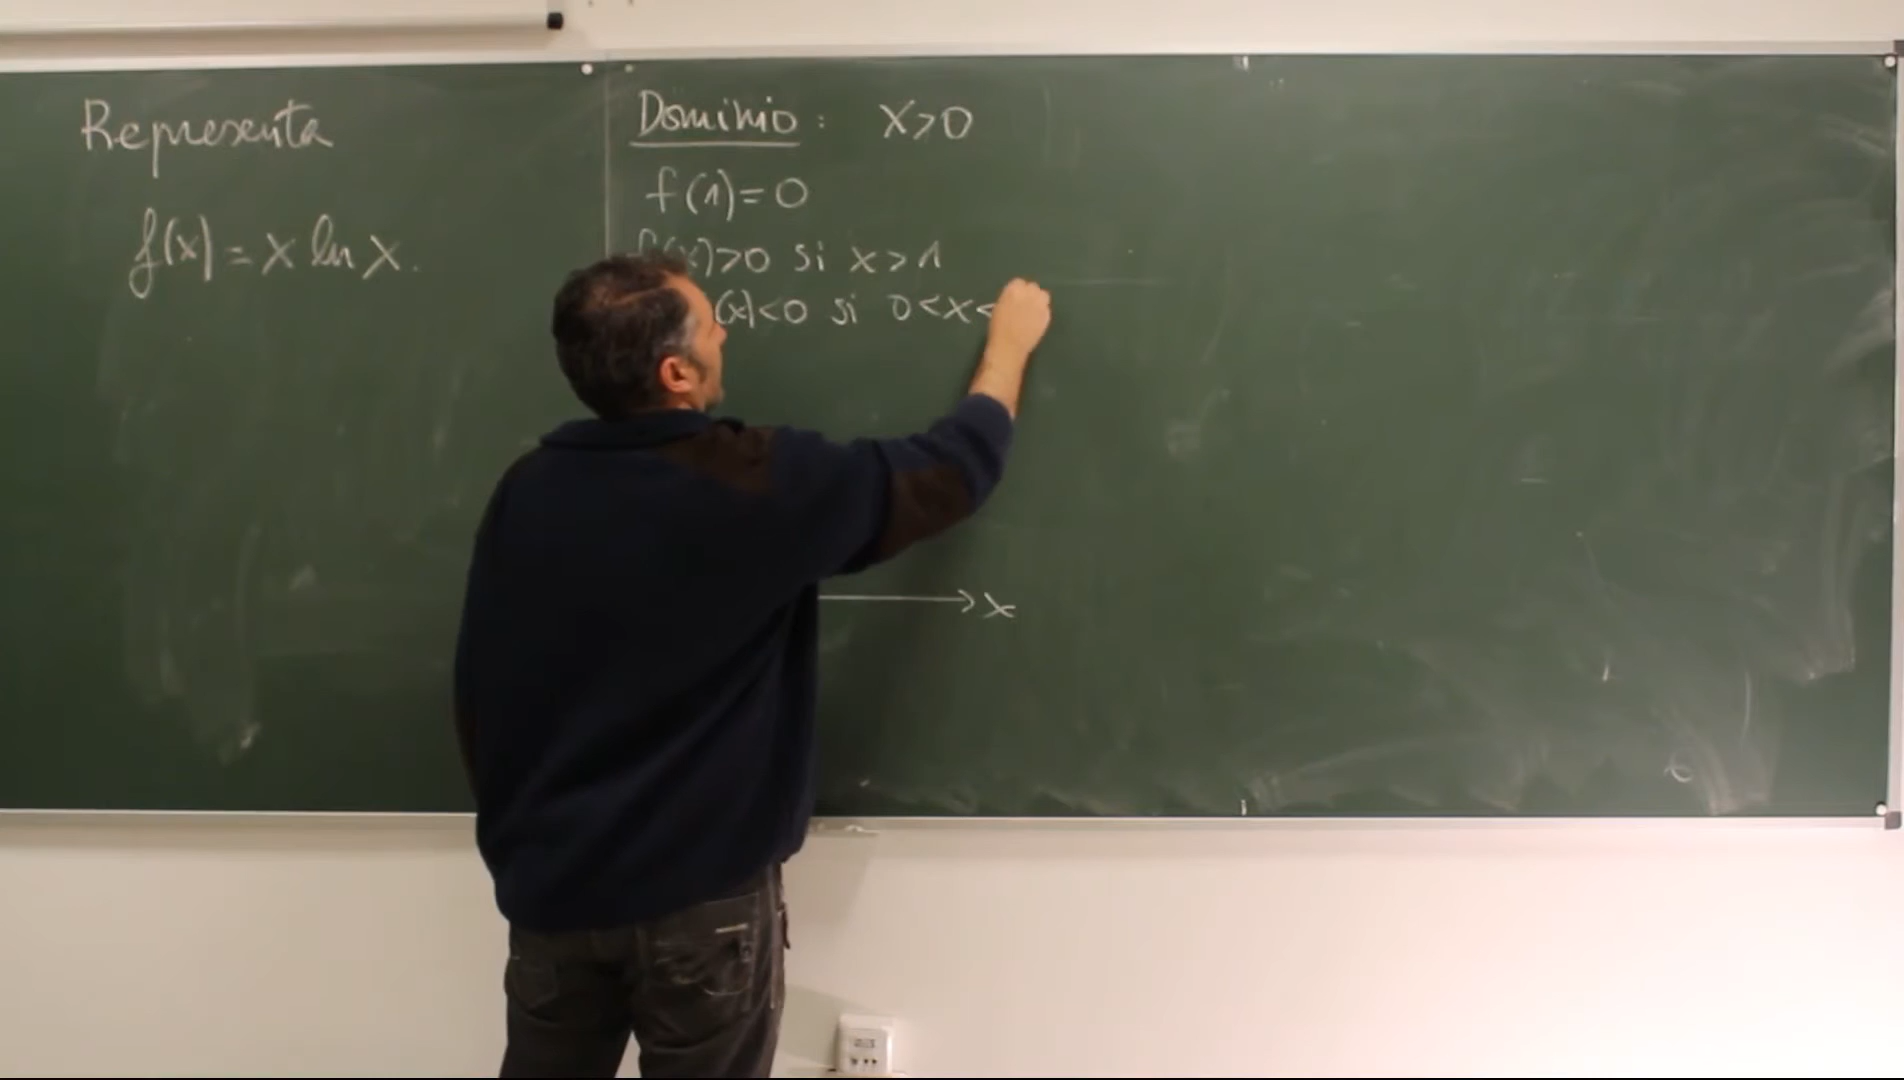 Representa
f(x) = x ln x.
Dominio: x>0
f(1)=0
f(x)>0 si x>1
(x)<0 si 0<x<
x